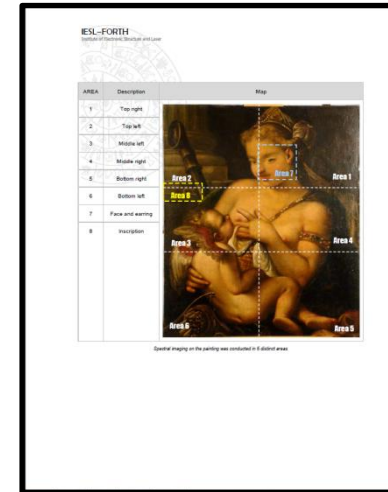 IESL–FORTH
Institute of Electronic Structure and Laser
AREA Description Map
1 Top right
2 Top left
3 Middle left
4 Middle right
5 Bottom right
6 Bottom left
7 Face and earring
8 Inscription
Area 7
Area 2
Area 1
Area 8
Area 3
Area 4
Area 6
Area 5
Spectral imaging on the painting was conducted in 8 distinct areas.